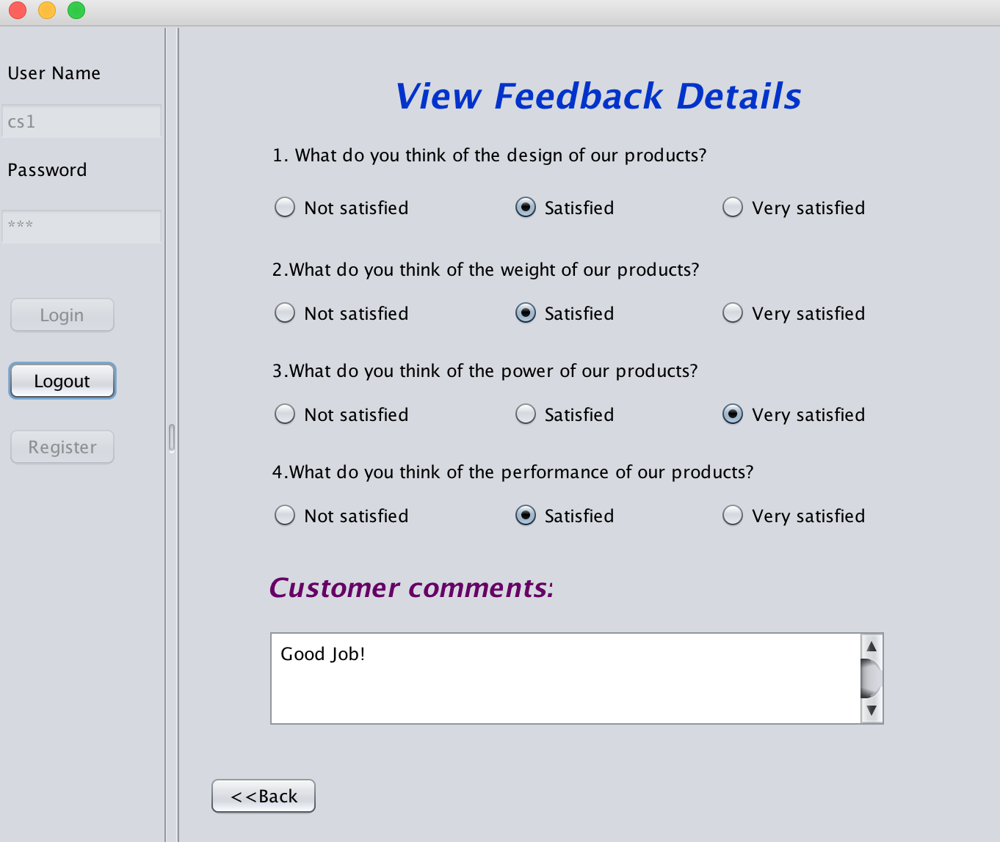 User Name
cs1
Password
***
Login
Logout
Register
View Feedback Details
1. What do you think of the design of our products?
Not satisfied Satisfied Very satisfied
2.What do you think of the weight of our products?
Not satisfied Satisfied Very satisfied
3.What do you think of the power of our products?
Not satisfied Satisfied Very satisfied
4.What do you think of the performance of our products?
Not satisfied Satisfied Very satisfied
Customer comments:
Good Job!
<<Back